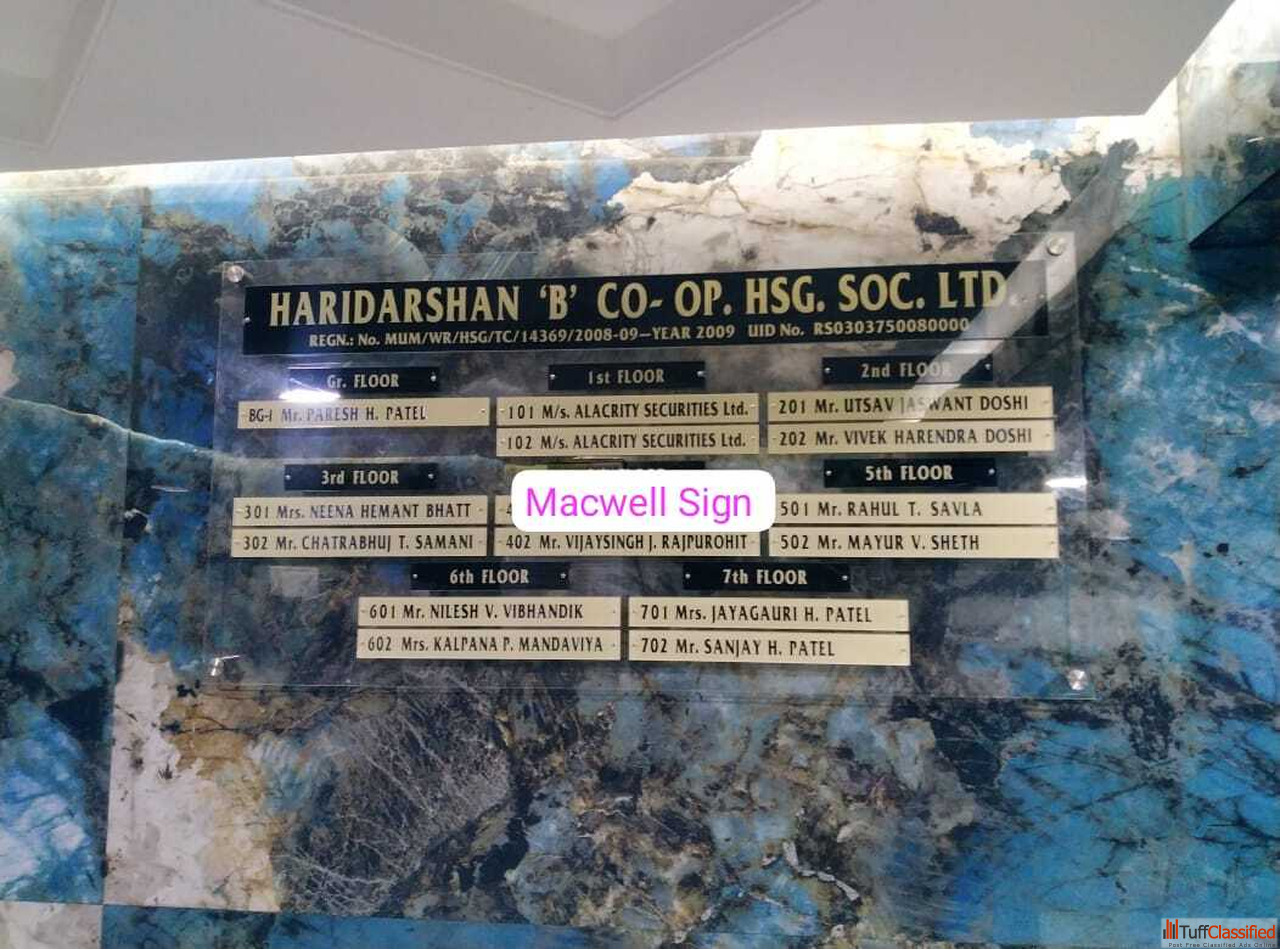 HARIDARSHAN ‘B’ CO-OP. HSG. SOC. LTD.
REGN.: No. MUM/WR/HSG/TC/14369/2008-09—YEAR 2009 UID No. RS0303750080000
Gr. FLOOR
BG-1 Mr. PARESH H. PATEL
1st FLOOR
101 M/s. ALACRITY SECURITIES Ltd.
102 M/s. ALACRITY SECURITIES Ltd.
2nd FLOOR
201 Mr. UTSAV JASWANT DOSHI
202 Mr. VIVEK HARENDRA DOSHI
3rd FLOOR
301 Mrs. NEENA HEMANT BHATT
302 Mr. CHATRABHUJ T. SAMANI
Macwell Sign
402 Mr. VIJAYSINGH J. RAJPUROHIT
5th FLOOR
501 Mr. RAHUL T. SAVLA
502 Mr. MAYUR V. SHETH
6th FLOOR
601 Mr. NILESH V. VIBHANDIK
602 Mrs. KALPANA P. MANDAVIYA
7th FLOOR
701 Mrs. JAYAGAURI H. PATEL
702 Mr. SANJAY H. PATEL
TuffClassified
Post Free Classified Ads Online